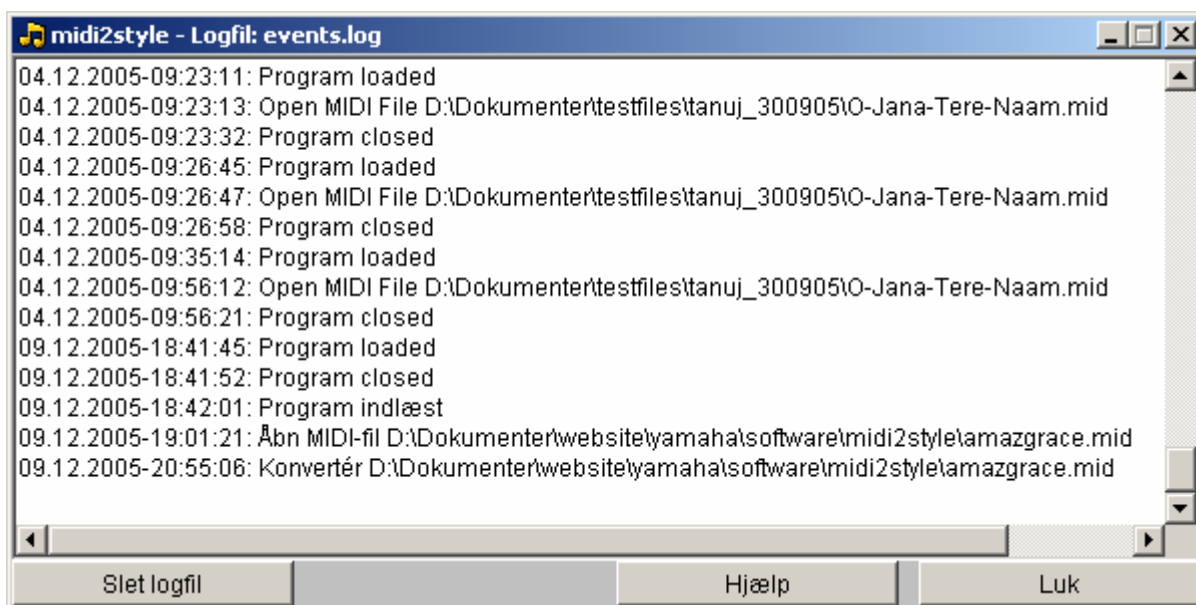 midi2style - Logfil: events.log
04.12.2005-09:23:11: Program loaded
04.12.2005-09:23:13: Open MIDI File D:\Dokumenter\testfiles\tanuj_300905\O-Jana-Tere-Naam.mid
04.12.2005-09:23:32: Program closed
04.12.2005-09:26:45: Program loaded
04.12.2005-09:26:47: Open MIDI File D:\Dokumenter\testfiles\tanuj_300905\O-Jana-Tere-Naam.mid
04.12.2005-09:26:58: Program closed
04.12.2005-09:35:14: Program loaded
04.12.2005-09:56:12: Open MIDI File D:\Dokumenter\testfiles\tanuj_300905\O-Jana-Tere-Naam.mid
04.12.2005-09:56:21: Program closed
09.12.2005-18:41:45: Program loaded
09.12.2005-18:41:52: Program closed
09.12.2005-18:42:01: Program indlæst
09.12.2005-19:01:21: Åbn MIDI-fil D:\Dokumenter\website\yamaha\software\midi2style\amazgrace.mid
09.12.2005-20:55:06: Konvertér D:\Dokumenter\website\yamaha\software\midi2style\amazgrace.mid
Slet logfil Hjælp Luk